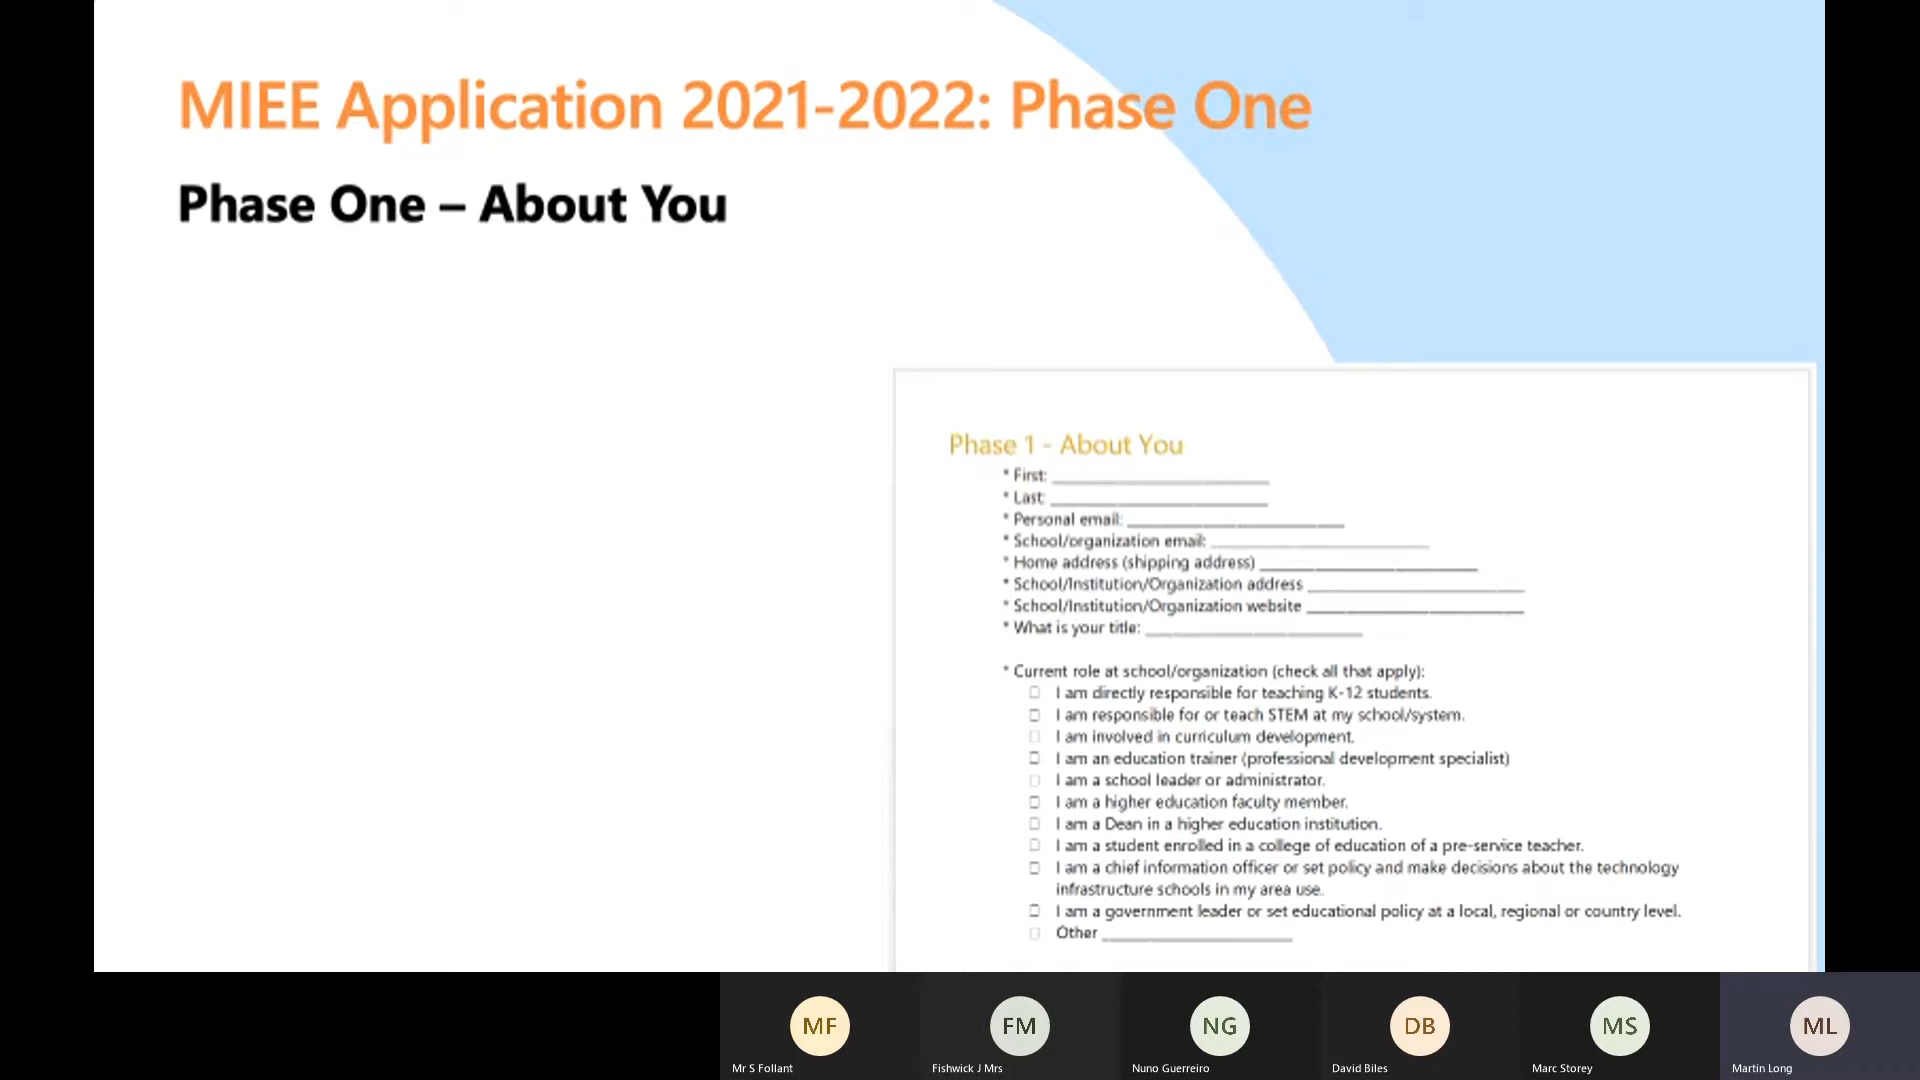 MIEE Application 2021-2022: Phase One
Phase One – About You
Phase 1 - About You
* First: ____________________
* Last: ____________________
* Personal email: ____________________
* School/organization email: ____________________
* Home address (shipping address) ____________________
* School/Institution/Organization address ____________________
* School/Institution/Organization website ____________________
* What is your title: ____________________
* Current role at school/organization (check all that apply):
☐ I am directly responsible for teaching K-12 students.
☐ I am responsible for or teach STEM at my school/system.
☐ I am involved in curriculum development.
☐ I am an education trainer (professional development specialist)
☐ I am a school leader or administrator.
☐ I am a higher education faculty member.
☐ I am a Dean in a higher education institution.
☐ I am a student enrolled in a college of education of a pre-service teacher.
☐ I am a chief information officer or set policy and make decisions about the technology
infrastructure schools in my area use.
☐ I am a government leader or set educational policy at a local, regional or country level.
☐ Other ____________________
MF FM NG DB MS ML
Mr S Follant Fishwick J Mrs Nuno Guerreiro David Biles Marc Storey Martin Long